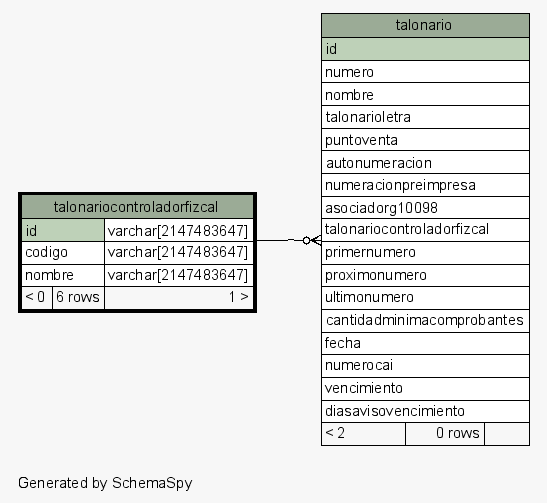 talonario
id
numero
nombre
talonarioletra
puntoventa
autonumeracion
numeracionpreimpresa
asociadorg10098
talonariocontroladorfizcal
primernumero
proximonumero
ultimonumero
cantidadminimacomprobantes
fecha
numerocai
vencimiento
diasavisovencimiento
< 2 0 rows
talonariocontroladorfizcal
id varchar[2147483647]
codigo varchar[2147483647]
nombre varchar[2147483647]
< 0 6 rows 1 >
Generated by SchemaSpy